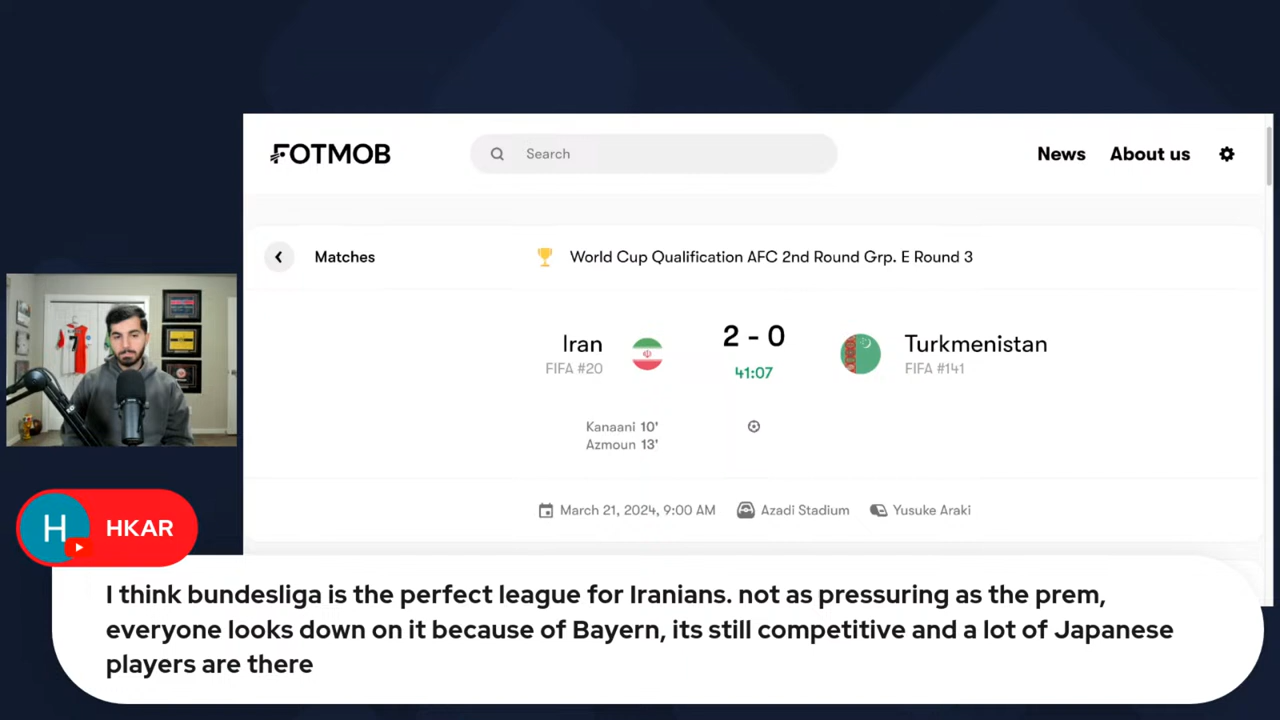 FOTMOB
Search
News
About us
Matches
World Cup Qualification AFC 2nd Round Grp. E Round 3
Iran
FIFA #20
2 - 0
41:07
Turkmenistan
FIFA #141
Kanaani 10'
Azmoun 13'
March 21, 2024, 9:00 AM
Azadi Stadium
Yusuke Araki
7
H
HKAR
I think bundesliga is the perfect league for Iranians. not as pressuring as the prem,
everyone looks down on it because of Bayern, its still competitive and a lot of Japanese
players are there